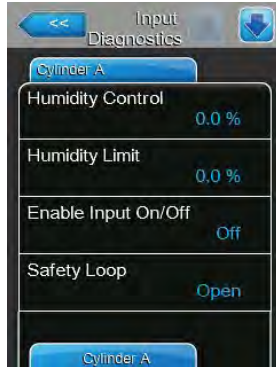 << Input
Diagnostics
Cylinder A
Humidity Control
0.0 %
Humidity Limit
0.0 %
Enable Input On/Off
Off
Safety Loop
Open
Cylinder A